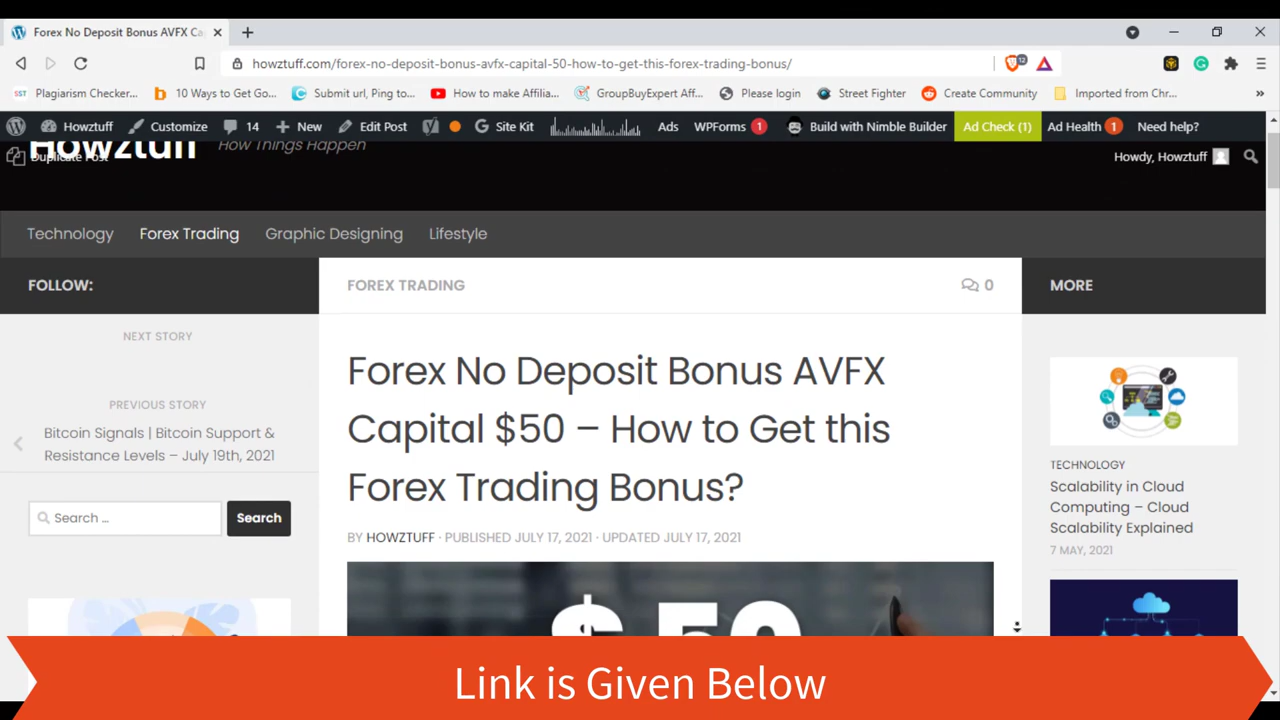 Forex No Deposit Bonus AVFX Ca
howztuff.com/forex-no-deposit-bonus-avfx-capital-50-how-to-get-this-forex-trading-bonus/
12
SST Plagiarism Checker... 10 Ways to Get Go... Submit url, Ping to... How to make Affilia... GroupBuyExpert Aff... Please login Street Fighter Create Community Imported from Chr... »
Howztuff Customize 14 New Edit Post Site Kit Ads WPForms 1 Build with Nimble Builder Ad Check (1) Ad Health 1 Need help?
Howztuff How Things Happen
Duplicate Post Howdy, Howztuff
Technology Forex Trading Graphic Designing Lifestyle
FOLLOW:
NEXT STORY
PREVIOUS STORY
Bitcoin Signals | Bitcoin Support &
Resistance Levels – July 19th, 2021
Search ... Search
FOREX TRADING 0
Forex No Deposit Bonus AVFX
Capital $50 – How to Get this
Forex Trading Bonus?
BY HOWZTUFF · PUBLISHED JULY 17, 2021 · UPDATED JULY 17, 2021
$ 50
MORE
TECHNOLOGY
Scalability in Cloud
Computing – Cloud
Scalability Explained
7 MAY, 2021
Link is Given Below